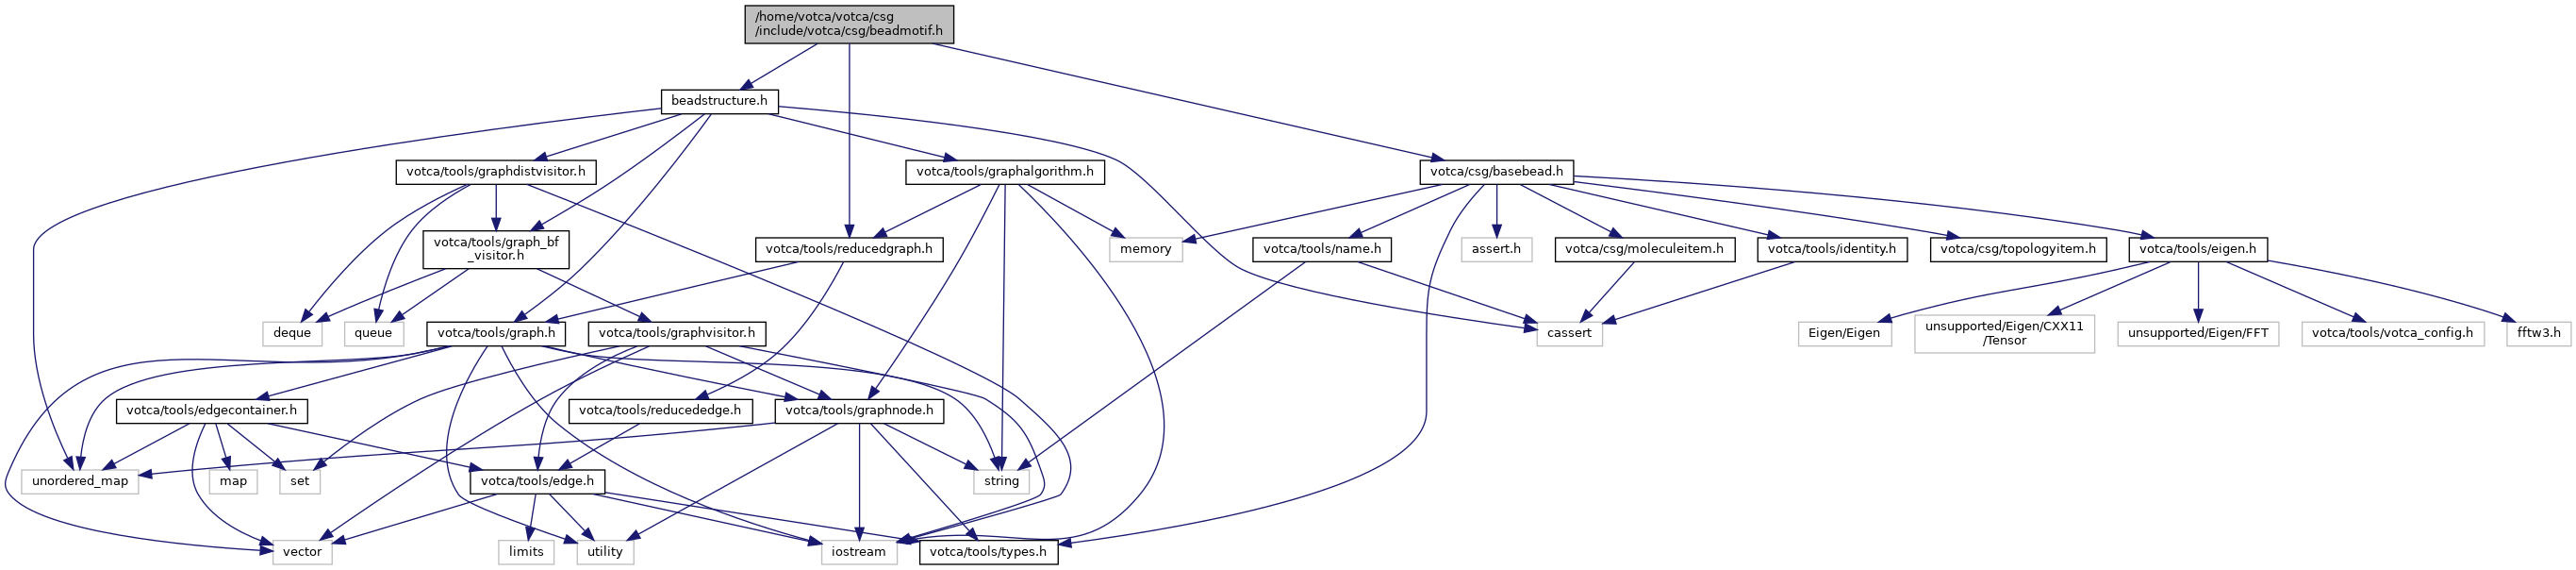 /home/votca/votca/csg
/include/votca/csg/beadmotif.h
beadstructure.h
votca/tools/graphdistvisitor.h
votca/tools/graphalgorithm.h
votca/csg/basebead.h
votca/tools/graph_bf
_visitor.h
votca/tools/reducedgraph.h
memory
votca/tools/name.h
assert.h
votca/csg/moleculeitem.h
votca/tools/identity.h
votca/csg/topologyitem.h
votca/tools/eigen.h
deque
queue
votca/tools/graph.h
votca/tools/graphvisitor.h
cassert
Eigen/Eigen
unsupported/Eigen/CXX11
/Tensor
unsupported/Eigen/FFT
votca/tools/votca_config.h
fftw3.h
votca/tools/edgecontainer.h
votca/tools/reducededge.h
votca/tools/graphnode.h
unordered_map
map
set
votca/tools/edge.h
string
vector
limits
utility
iostream
votca/tools/types.h